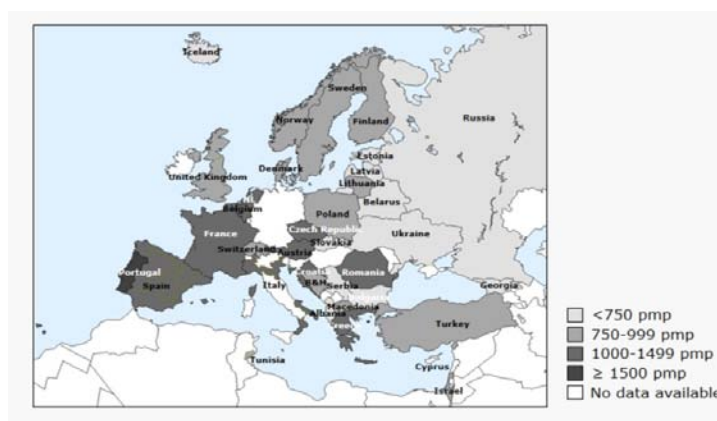 Iceland
Sweden
Norway
Finland
Russia
Estonia
Latvia
Denmark
Lithuania
United Kingdom
Belarus
Poland
Belgium
Czech Republic
Ukraine
France
Slovakia
Switzerland
Austria
Croatia
Romania
Portugal
Spain
Italy
B&H
Serbia
Bulgaria
Georgia
Macedonia
Albania
Greece
Turkey
Tunisia
Cyprus
Israel
<750 pmp
750-999 pmp
1000-1499 pmp
≥ 1500 pmp
No data available